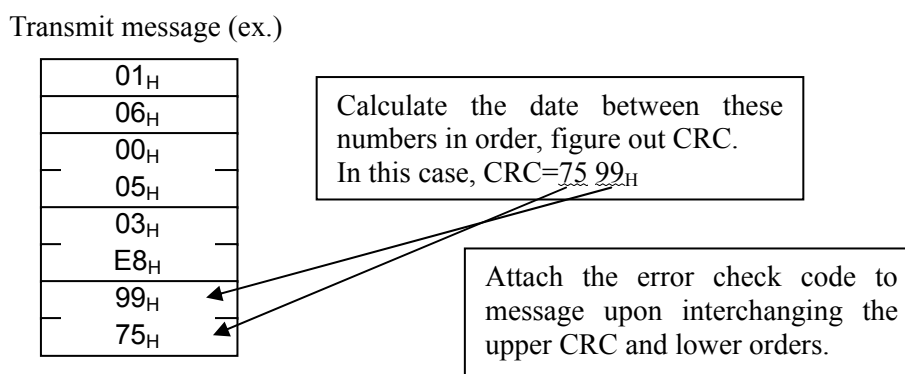 Transmit message (ex.)
01H
06H
00H
05H
03H
E8H
99H
75H
Calculate the date between these
numbers in order, figure out CRC.
In this case, CRC=75 99H
Attach the error check code to
message upon interchanging the
upper CRC and lower orders.